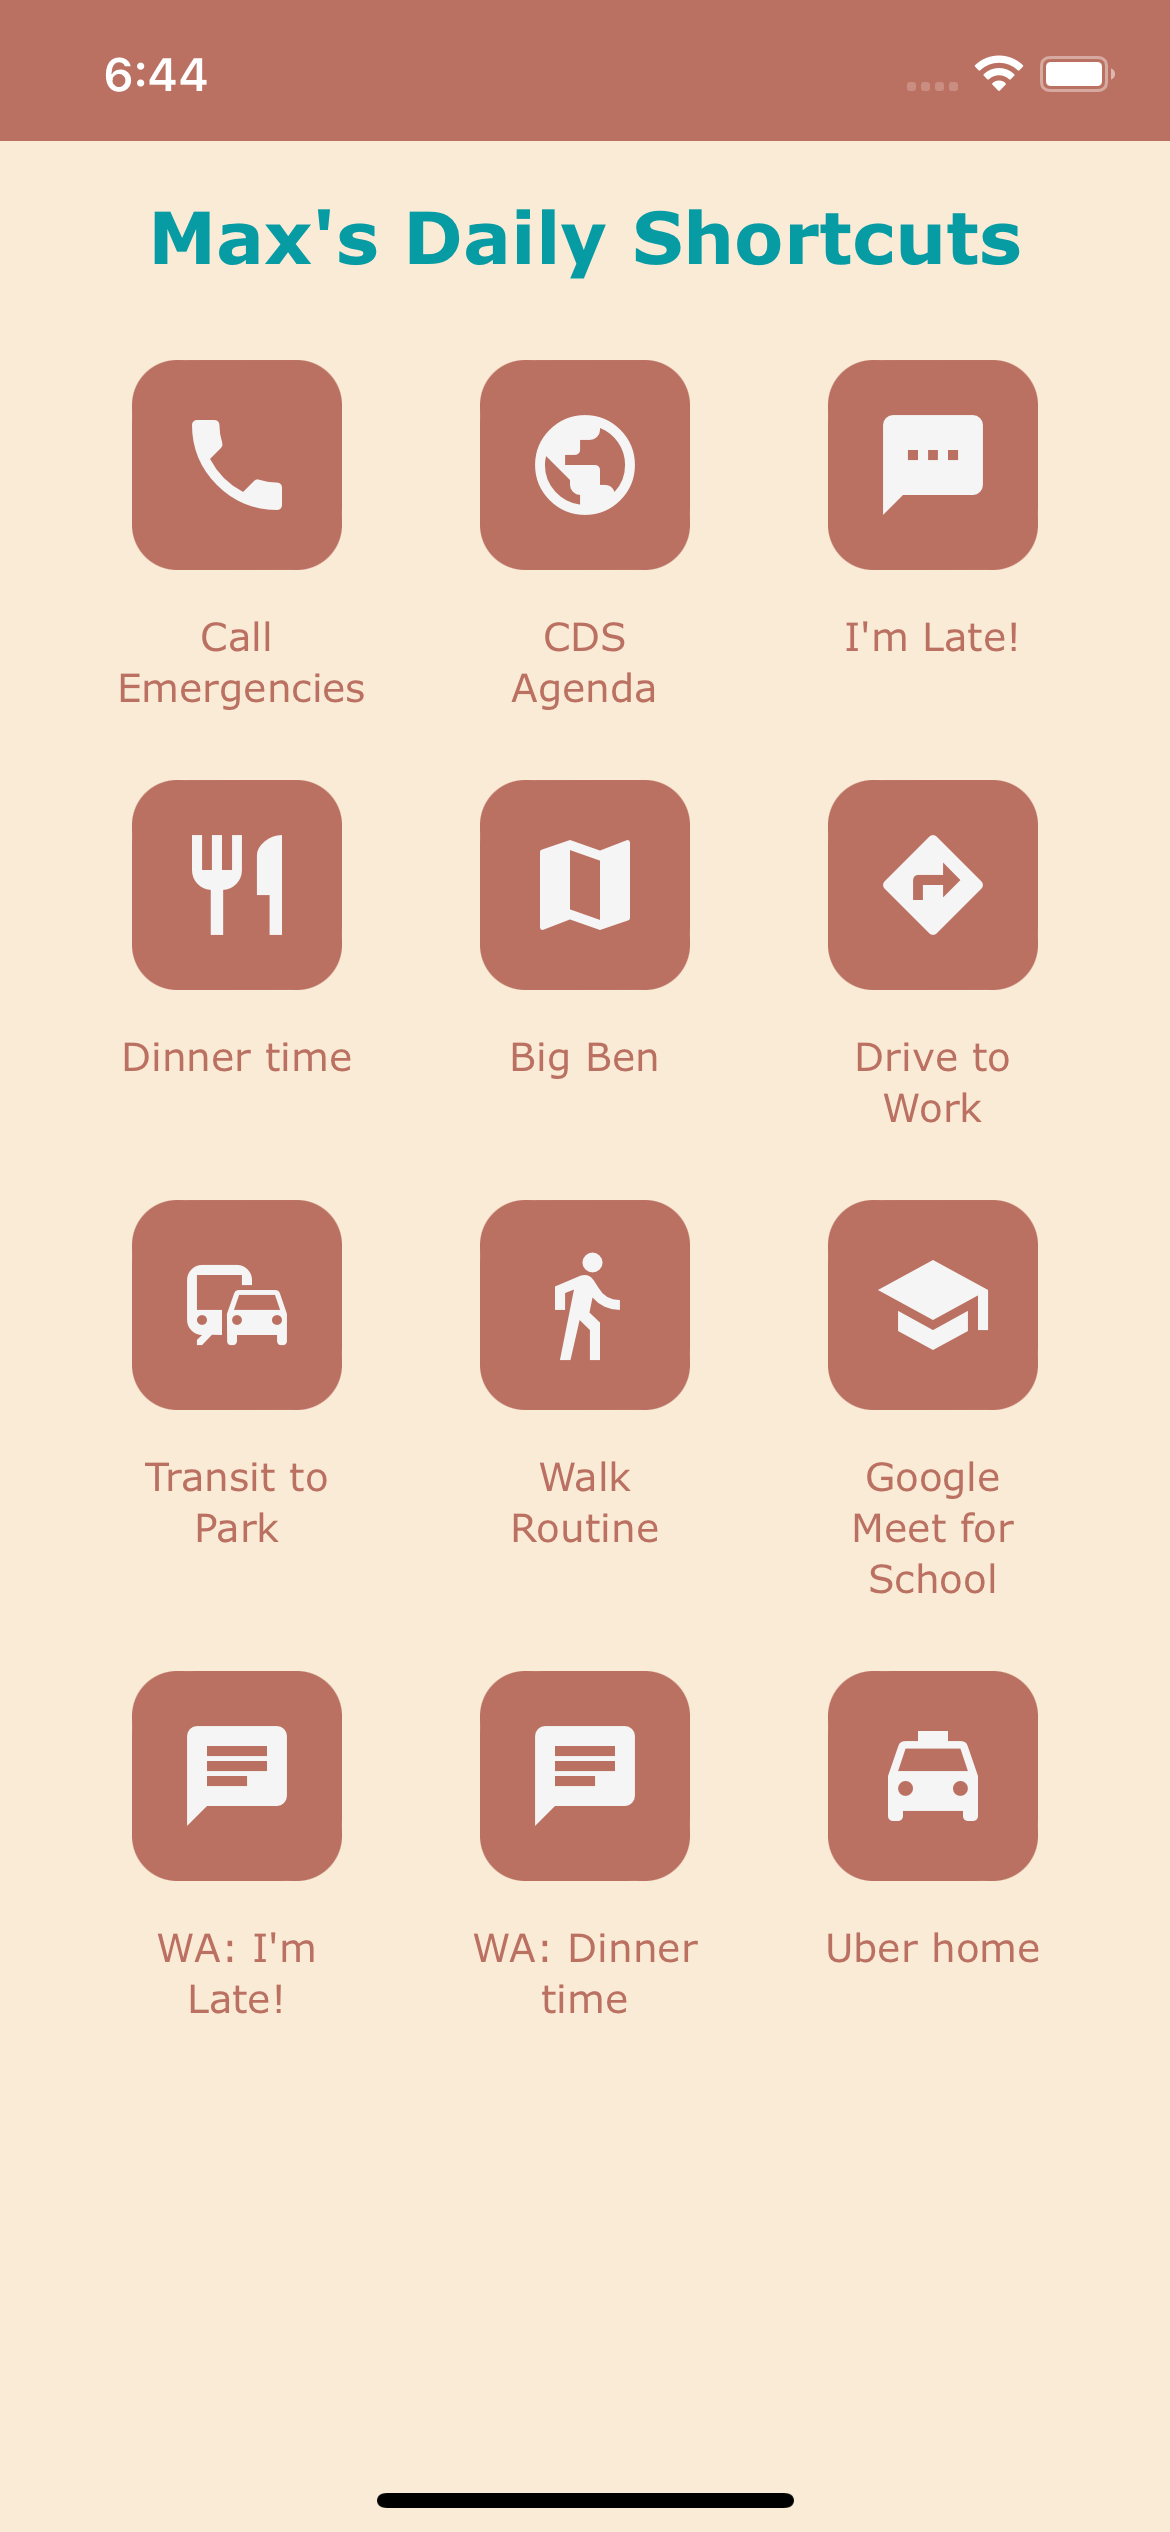 6:44
Max's Daily Shortcuts
Call
Emergencies
CDS
Agenda
I'm Late!
Dinner time
Big Ben
Drive to
Work
Transit to
Park
Walk
Routine
Google
Meet for
School
WA: I'm
Late!
WA: Dinner
time
Uber home